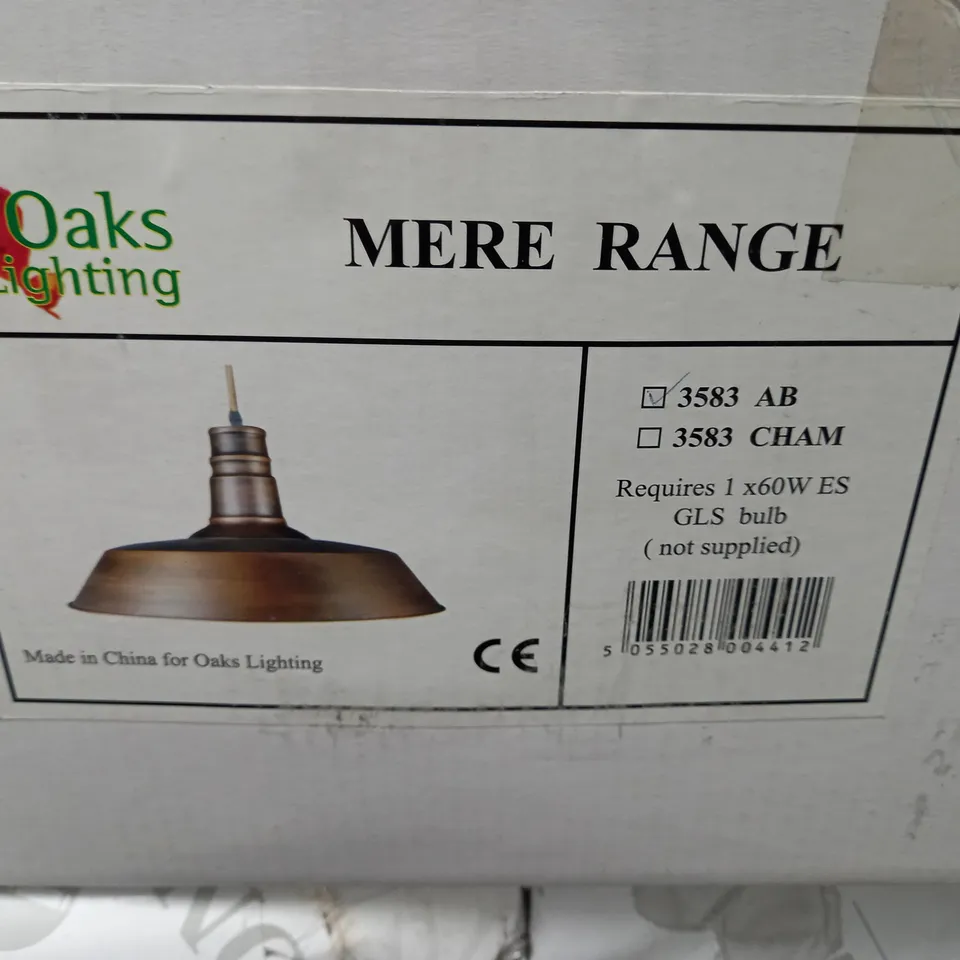 Oaks
Lighting
MERE RANGE
3583 AB
3583 CHAM
Requires 1 x60W ES
GLS bulb
( not supplied)
5 055028 004412
Made in China for Oaks Lighting
CE